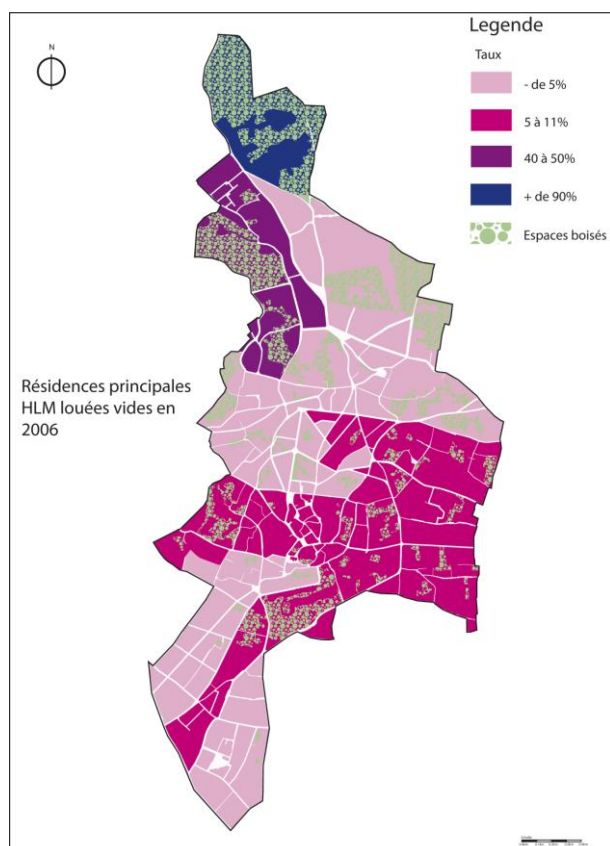 Legende
N
Taux
- de 5%
5 à 11%
40 à 50%
+ de 90%
Espaces boisés
Résidences principales
HLM louées vides en
2006